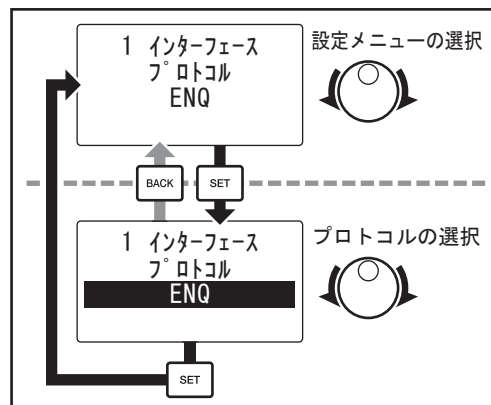 1 インターフェース
プロトコル
ENQ
設定メニューの選択
BACK
SET
1 インターフェース
プロトコル
ENQ
プロトコルの選択
SET